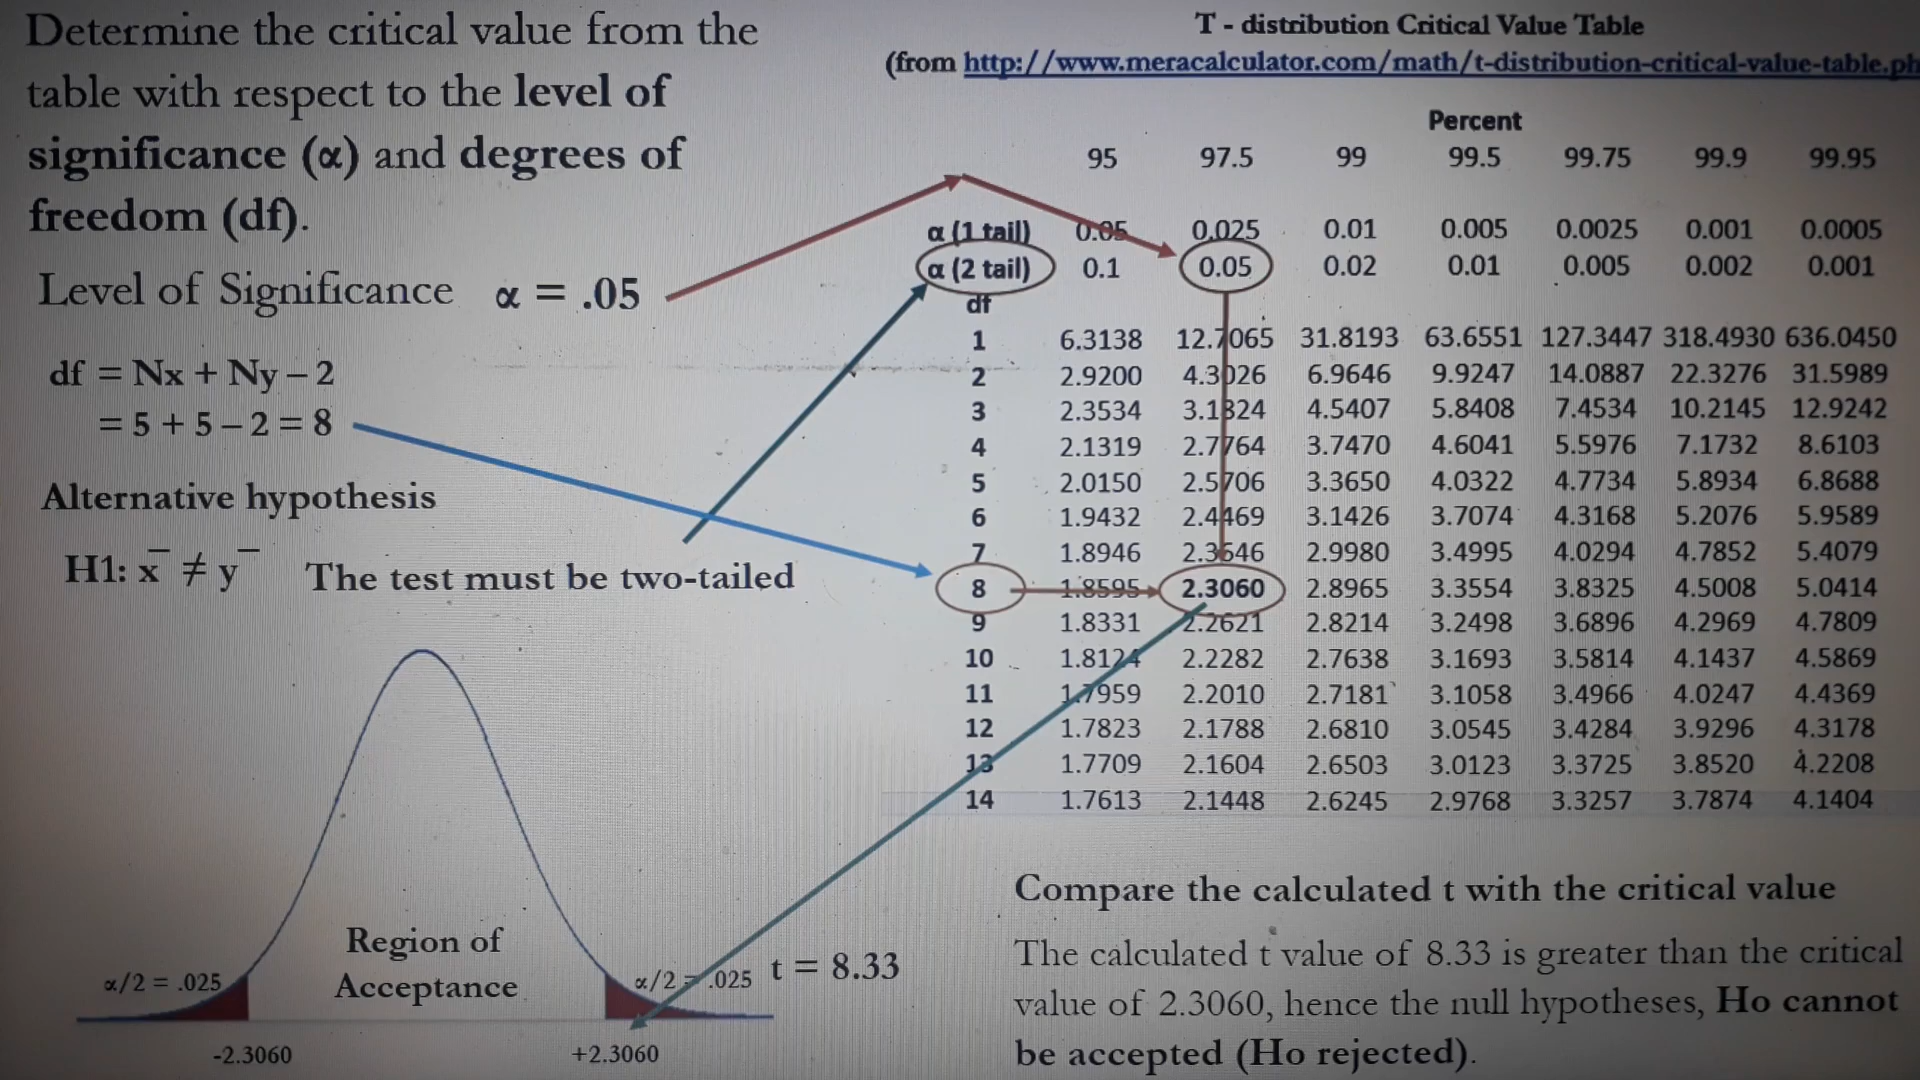 Determine the critical value from the
table with respect to the level of
significance (α) and degrees of
freedom (df).
Level of Significance α = .05
df = Nx + Ny – 2
= 5 + 5 – 2 = 8
Alternative hypothesis
H1: x̄ ≠ ȳ The test must be two-tailed
Region of
Acceptance
α/2 = .025
α/2 = .025
t = 8.33
-2.3060
+2.3060
T - distribution Critical Value Table
(from http://www.meracalculator.com/math/t-distribution-critical-value-table.ph
Percent
95 97.5 99 99.5 99.75 99.9 99.95
α (1 tail) 0.05 0.025 0.01 0.005 0.0025 0.001 0.0005
α (2 tail) 0.1 0.05 0.02 0.01 0.005 0.002 0.001
df
1 6.3138 12.7065 31.8193 63.6551 127.3447 318.4930 636.0450
2 2.9200 4.3026 6.9646 9.9247 14.0887 22.3276 31.5989
3 2.3534 3.1824 4.5407 5.8408 7.4534 10.2145 12.9242
4 2.1319 2.7764 3.7470 4.6041 5.5976 7.1732 8.6103
5 2.0150 2.5706 3.3650 4.0322 4.7734 5.8934 6.8688
6 1.9432 2.4469 3.1426 3.7074 4.3168 5.2076 5.9589
7 1.8946 2.3646 2.9980 3.4995 4.0294 4.7852 5.4079
8 1.8595 2.3060 2.8965 3.3554 3.8325 4.5008 5.0414
9 1.8331 2.2621 2.8214 3.2498 3.6896 4.2969 4.7809
10 1.8124 2.2282 2.7638 3.1693 3.5814 4.1437 4.5869
11 1.7959 2.2010 2.7181 3.1058 3.4966 4.0247 4.4369
12 1.7823 2.1788 2.6810 3.0545 3.4284 3.9296 4.3178
13 1.7709 2.1604 2.6503 3.0123 3.3725 3.8520 4.2208
14 1.7613 2.1448 2.6245 2.9768 3.3257 3.7874 4.1404
Compare the calculated t with the critical value
The calculated t value of 8.33 is greater than the critical
value of 2.3060, hence the null hypotheses, Ho cannot
be accepted (Ho rejected).